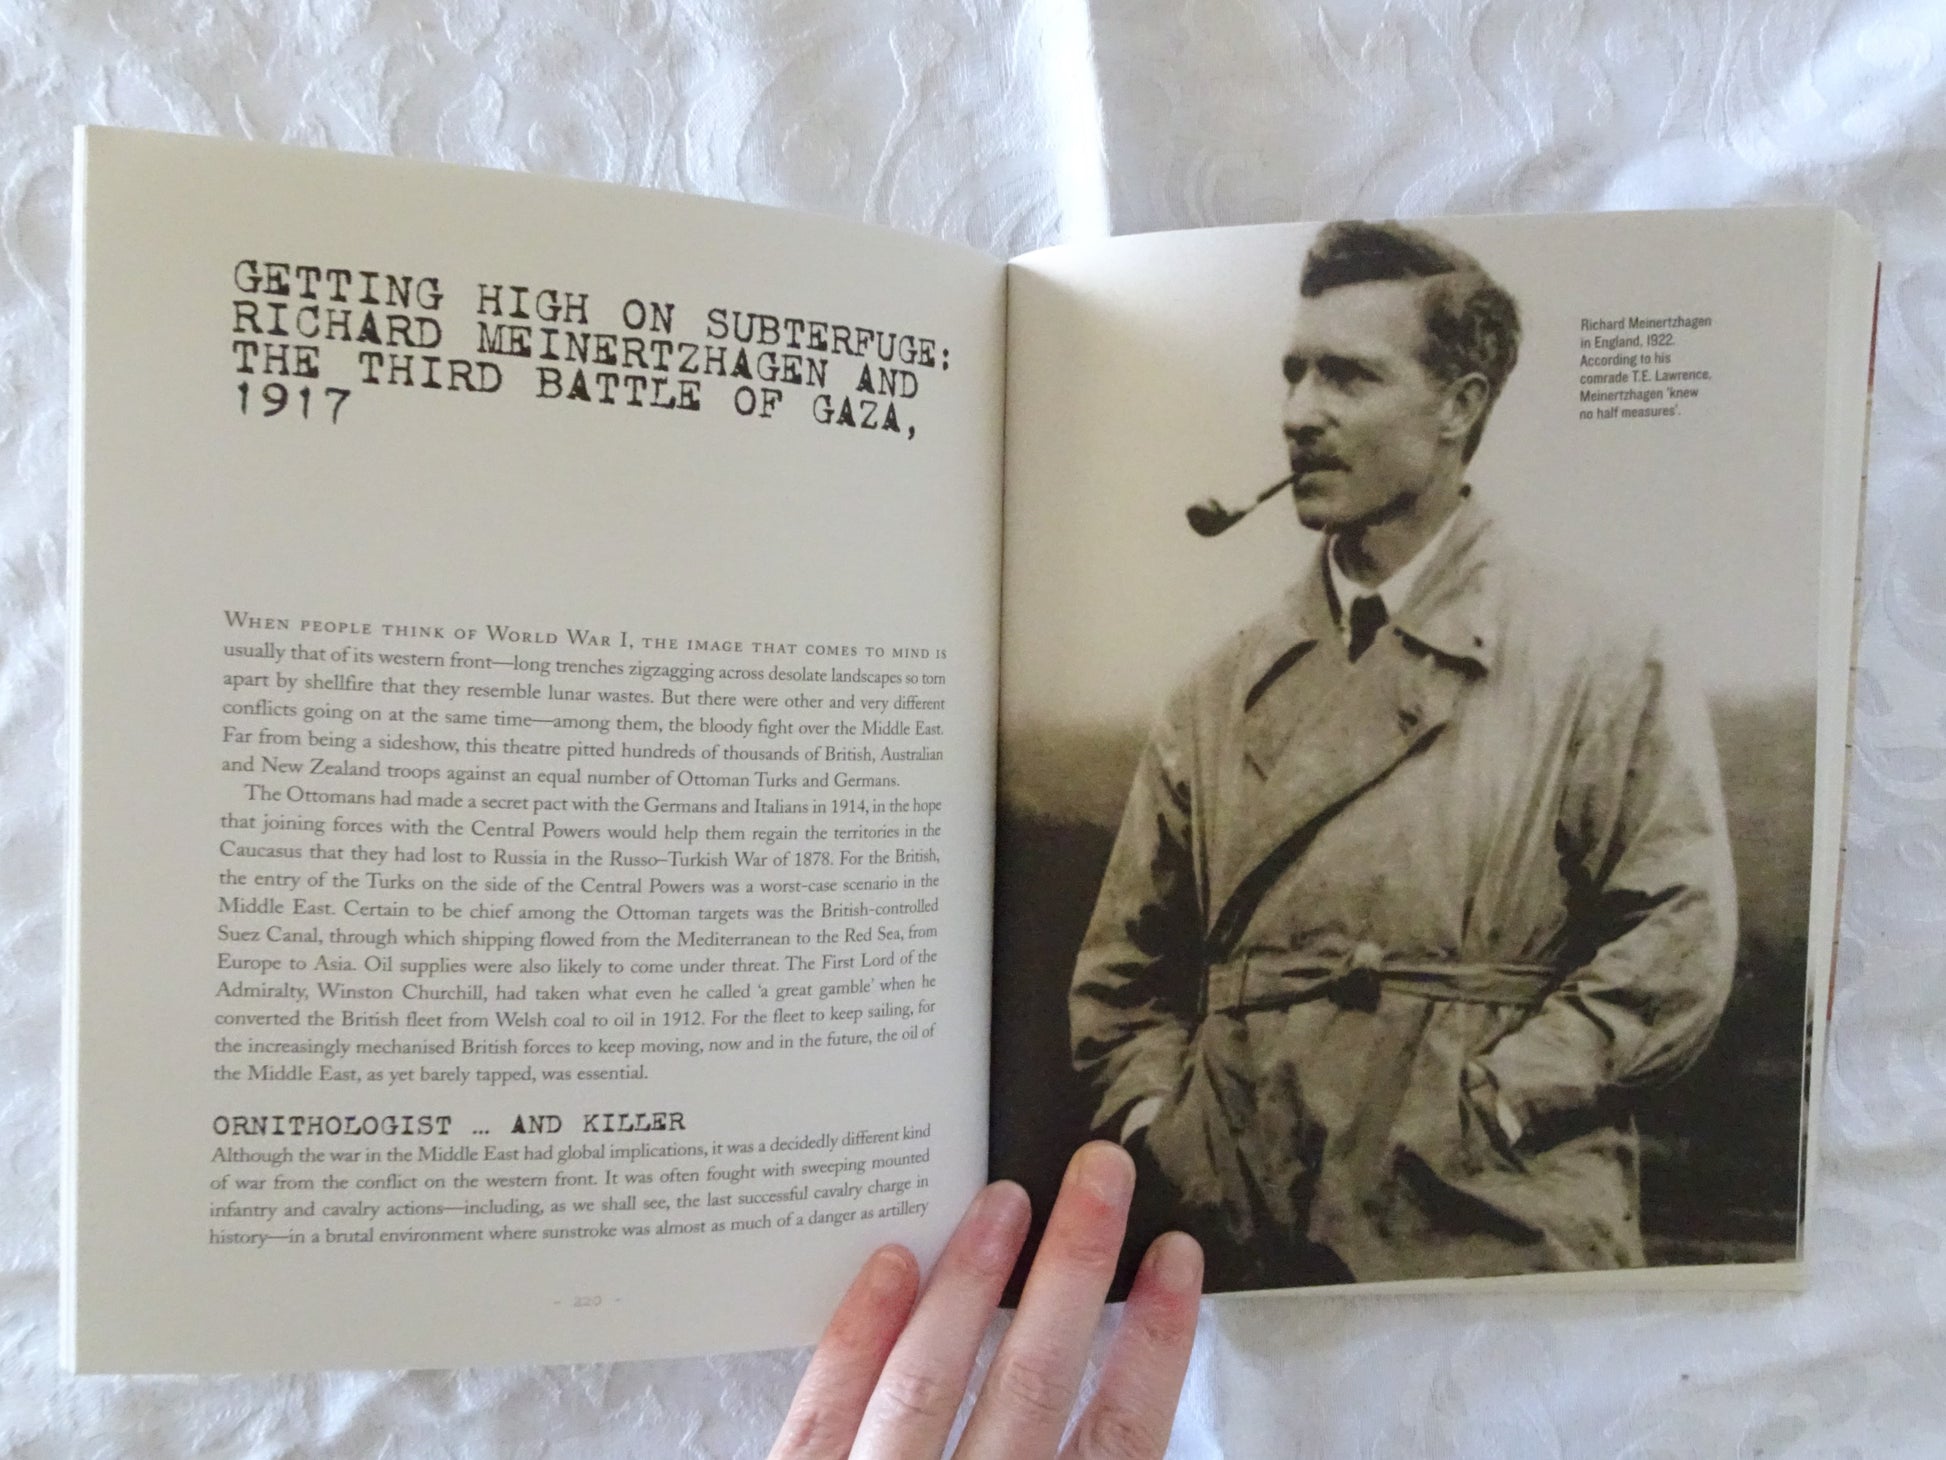 GETTING HIGH ON SUBTERFUGE:
RICHARD MEINERTZHAGEN AND
THE THIRD BATTLE OF GAZA,
1917
WHEN PEOPLE THINK OF WORLD WAR I, THE IMAGE THAT COMES TO MIND IS
usually that of its western front—long trenches zigzagging across desolate landscapes so torn
apart by shellfire that they resemble lunar wastes. But there were other and very different
conflicts going on at the same time—among them, the bloody fight over the Middle East.
Far from being a sideshow, this theatre pitted hundreds of thousands of British, Australian
and New Zealand troops against an equal number of Ottoman Turks and Germans.
The Ottomans had made a secret pact with the Germans and Italians in 1914, in the hope
that joining forces with the Central Powers would help them regain the territories in the
Caucasus that they had lost to Russia in the Russo–Turkish War of 1878. For the British,
the entry of the Turks on the side of the Central Powers was a worst-case scenario in the
Middle East. Certain to be chief among the Ottoman targets was the British-controlled
Suez Canal, through which shipping flowed from the Mediterranean to the Red Sea, from
Europe to Asia. Oil supplies were also likely to come under threat. The First Lord of the
Admiralty, Winston Churchill, had taken what even he called 'a great gamble' when he
converted the British fleet from Welsh coal to oil in 1912. For the fleet to keep sailing, for
the increasingly mechanised British forces to keep moving, now and in the future, the oil of
the Middle East, as yet barely tapped, was essential.
ORNITHOLOGIST ... AND KILLER
Although the war in the Middle East had global implications, it was a decidedly different kind
of war from the conflict on the western front. It was often fought with sweeping mounted
infantry and cavalry actions—including, as we shall see, the last successful cavalry charge in
history—in a brutal environment where sunstroke was almost as much of a danger as artillery
- 220 -
Richard Meinertzhagen
in England, 1922.
According to his
comrade T.E. Lawrence,
Meinertzhagen 'knew
no half measures'.